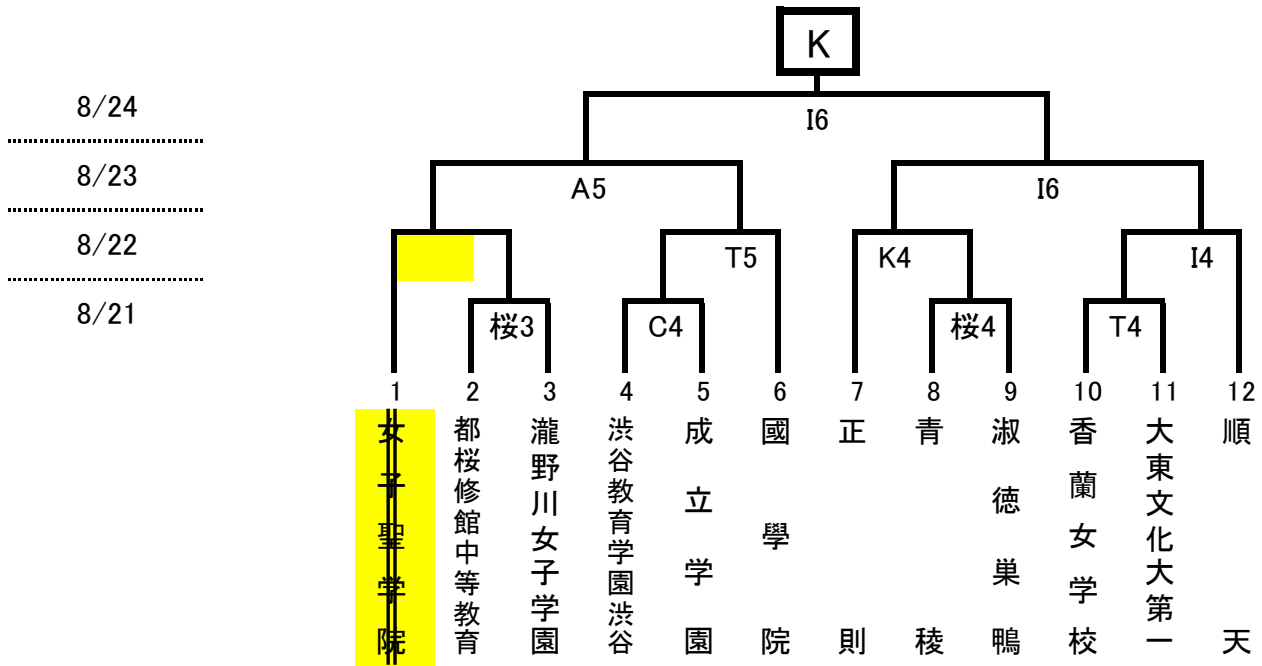 K
8/24
I6
8/23
A5
I6
8/22
T5
K4
I4
8/21
桜3
C4
桜4
T4
1
2
3
4
5
6
7
8
9
10
11
12
女子聖学院
都桜修館中等教育
瀧野川女子学園
渋谷教育学園渋谷
成立学園
國學院
正則
青稜
淑徳巣鴨
香蘭女学校
大東文化大第一
順天